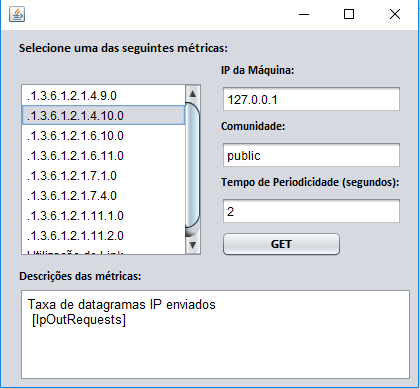 Selecione uma das seguintes métricas:
IP da Máquina:
.1.3.6.1.2.1.4.9.0
.1.3.6.1.2.1.4.10.0
.1.3.6.1.2.1.6.10.0
.1.3.6.1.2.1.6.11.0
.1.3.6.1.2.1.7.1.0
.1.3.6.1.2.1.7.4.0
.1.3.6.1.2.1.11.1.0
.1.3.6.1.2.1.11.2.0
Utilização do Link
127.0.0.1
Comunidade:
public
Tempo de Periodicidade (segundos):
2
GET
Descrições das métricas:
Taxa de datagramas IP enviados
[IpOutRequests]